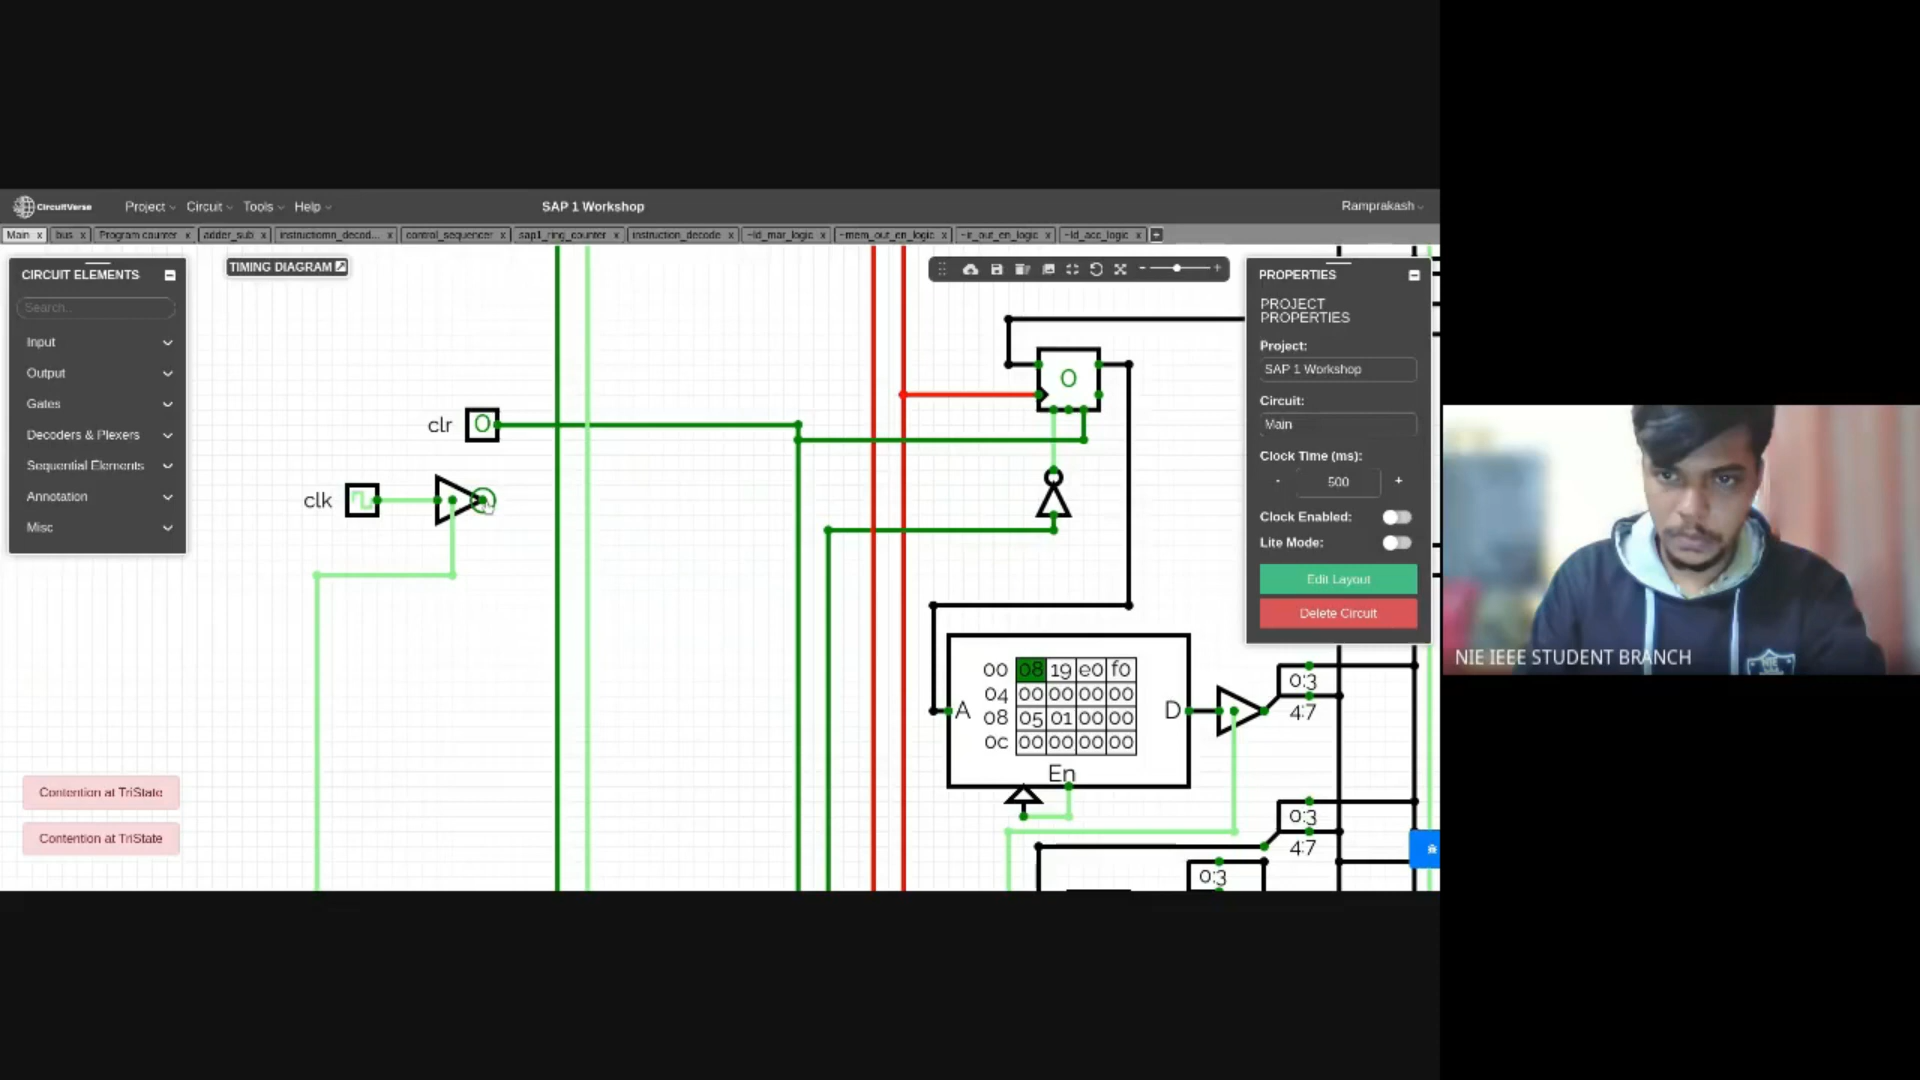 CircuitVerse Project Circuit Tools Help SAP 1 Workshop Ramprakash
Main x bus x Program counter x adder_sub x instructiomn_decod... x control_sequencer x sap1_ring_counter x instruction_decode x ~ld_mar_logic x ~mem_out_en_logic x ~ir_out_en_logic x ~ld_acc_logic x +
CIRCUIT ELEMENTS
Search..
Input
Output
Gates
Decoders & Plexers
Sequential Elements
Annotation
Misc
TIMING DIAGRAM
clr 0
clk
0
00 08 19 e0 f0
04 00 00 00 00
08 05 01 00 00
0c 00 00 00 00
A
D
En
0:3
4:7
0:3
4:7
0:3
PROPERTIES
PROJECT
PROPERTIES
Project:
SAP 1 Workshop
Circuit:
Main
Clock Time (ms):
- 500 +
Clock Enabled:
Lite Mode:
Edit Layout
Delete Circuit
Contention at TriState
Contention at TriState
NIE IEEE STUDENT BRANCH
NIE